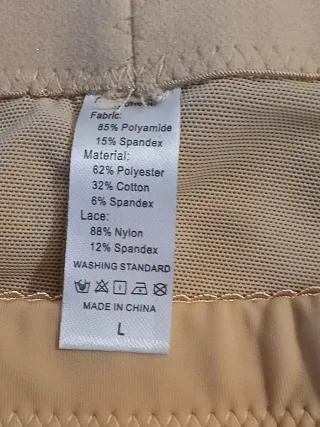 Fabric:
85% Polyamide
15% Spandex
Material:
62% Polyester
32% Cotton
6% Spandex
Lace:
88% Nylon
12% Spandex
WASHING STANDARD
MADE IN CHINA
L